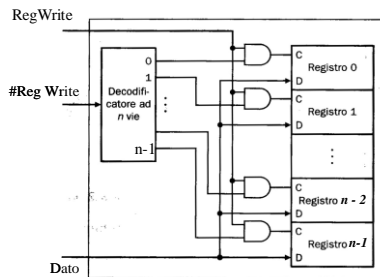 RegWrite
0
C
Registro 0
1
D
#Reg Write
Decodifi-
catore ad
n vie
C
Registro 1
D
n-1
C
Registro n - 2
D
C
Registro n-1
D
Dato